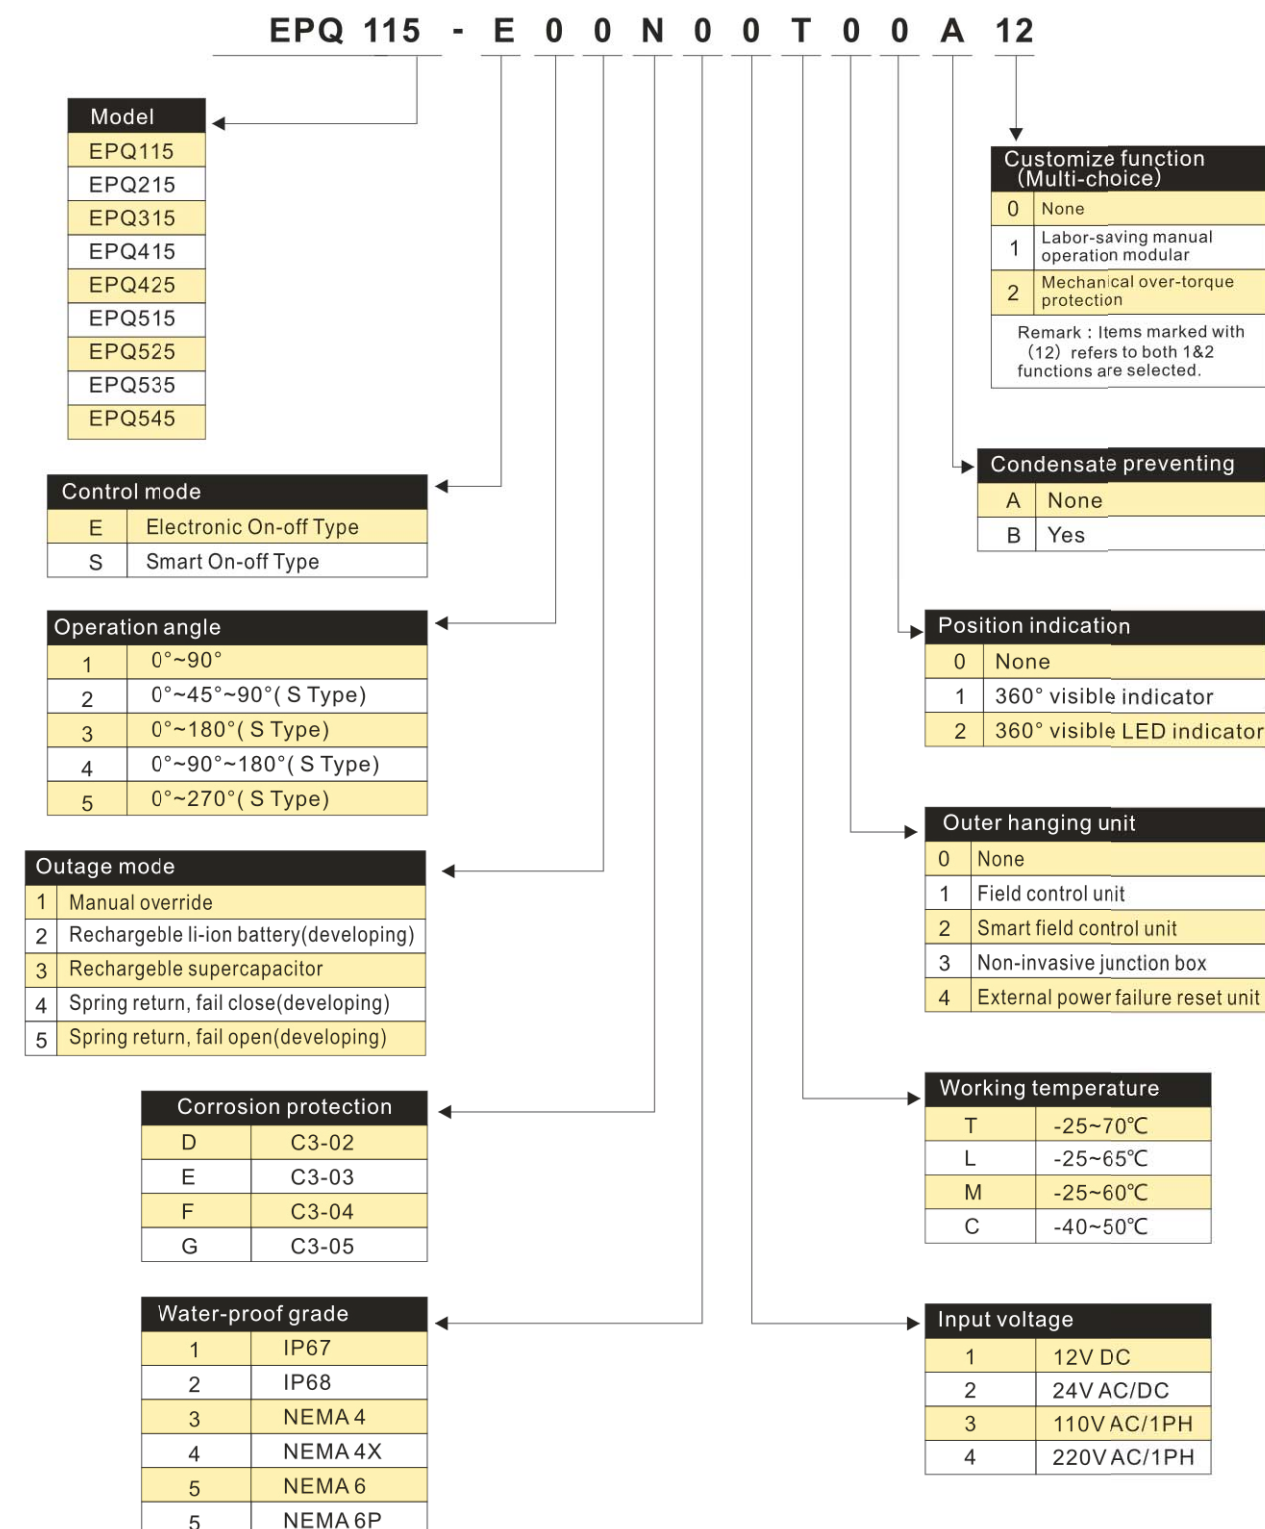 EPQ 115 - E 0 0 N 0 0 T 0 0 A 12
Model
EPQ115
EPQ215
EPQ315
EPQ415
EPQ425
EPQ515
EPQ525
EPQ535
EPQ545
Control mode
E Electronic On-off Type
S Smart On-off Type
Operation angle
1 0°~90°
2 0°~45°~90°( S Type)
3 0°~180°( S Type)
4 0°~90°~180°( S Type)
5 0°~270°( S Type)
Outage mode
1 Manual override
2 Rechargeble li-ion battery(developing)
3 Rechargeble supercapacitor
4 Spring return, fail close(developing)
5 Spring return, fail open(developing)
Corrosion protection
D C3-02
E C3-03
F C3-04
G C3-05
Water-proof grade
1 IP67
2 IP68
3 NEMA 4
4 NEMA 4X
5 NEMA 6
5 NEMA 6P
Customize function
（Multi-choice）
0 None
1 Labor-saving manual
operation modular
2 Mechanical over-torque
protection
Remark : Items marked with
（12）refers to both 1&2
functions are selected.
Condensate preventing
A None
B Yes
Position indication
0 None
1 360° visible indicator
2 360° visible LED indicator
Outer hanging unit
0 None
1 Field control unit
2 Smart field control unit
3 Non-invasive junction box
4 External power failure reset unit
Working temperature
T -25~70℃
L -25~65℃
M -25~60℃
C -40~50℃
Input voltage
1 12V DC
2 24V AC/DC
3 110V AC/1PH
4 220V AC/1PH